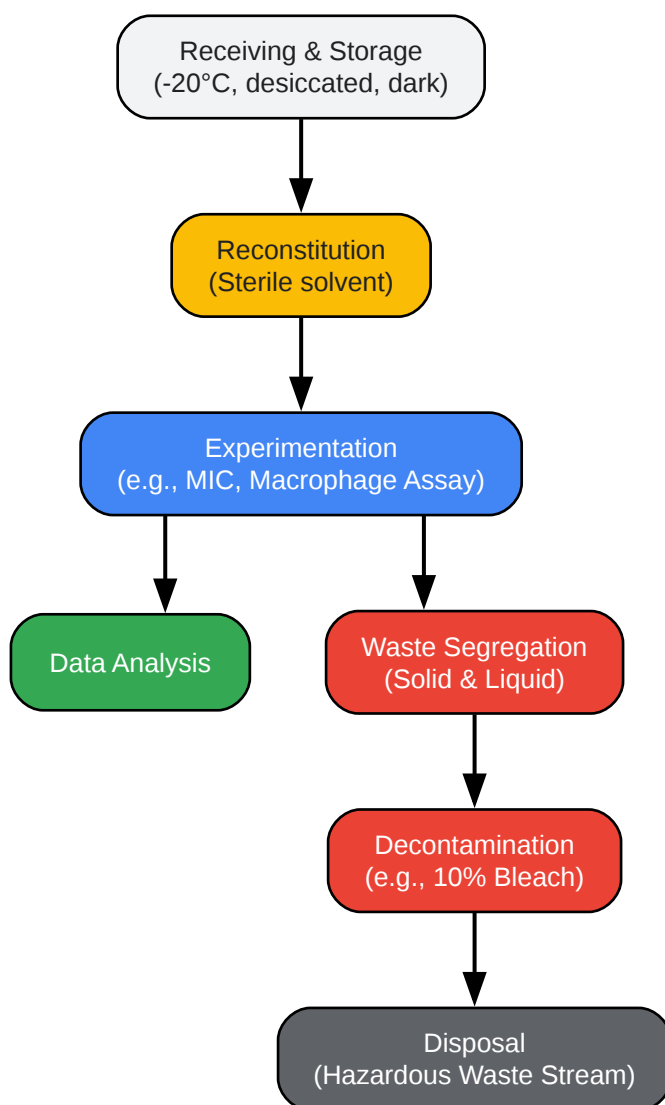 Receiving & Storage
(-20°C, desiccated, dark)
Reconstitution
(Sterile solvent)
Experimentation
(e.g., MIC, Macrophage Assay)
Data Analysis
Waste Segregation
(Solid & Liquid)
Decontamination
(e.g., 10% Bleach)
Disposal
(Hazardous Waste Stream)